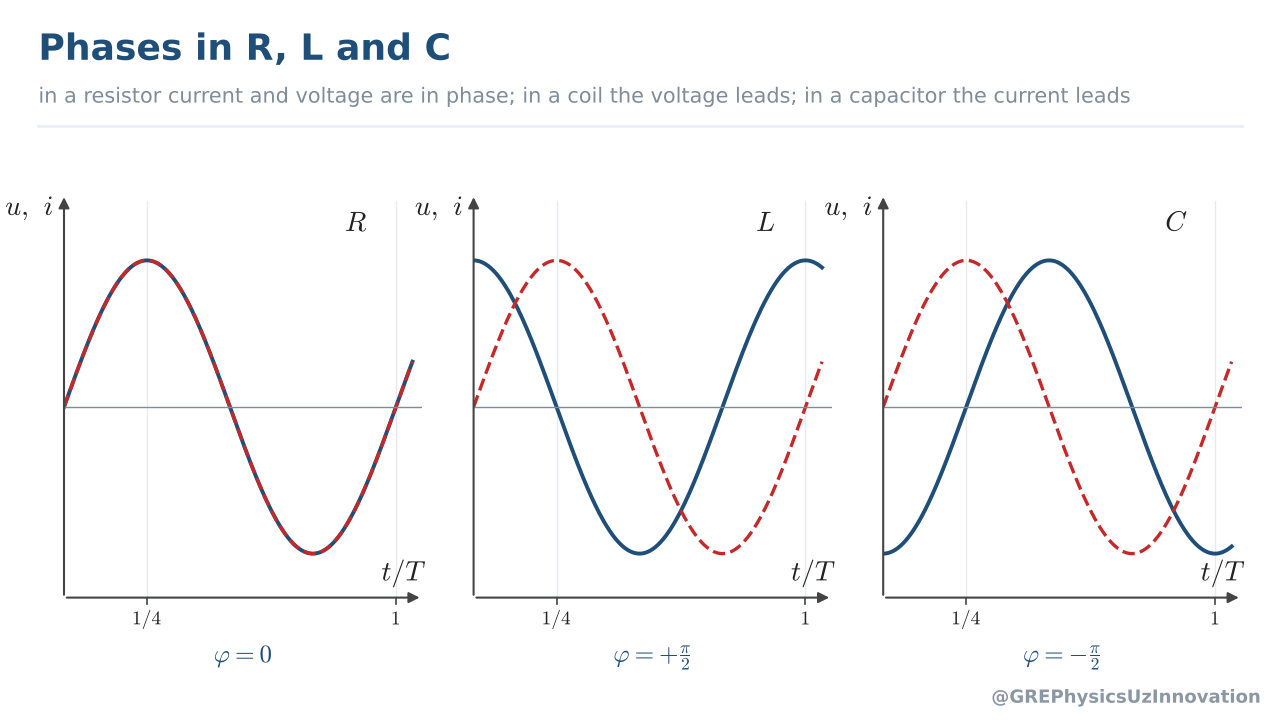 Phases in R, L and C
in a resistor current and voltage are in phase; in a coil the voltage leads; in a capacitor the current leads
u, i
R
t/T
1/4
1
φ = 0
u, i
L
t/T
1/4
1
φ = +π/2
u, i
C
t/T
1/4
1
φ = −π/2
@GREPhysicsUzInnovation